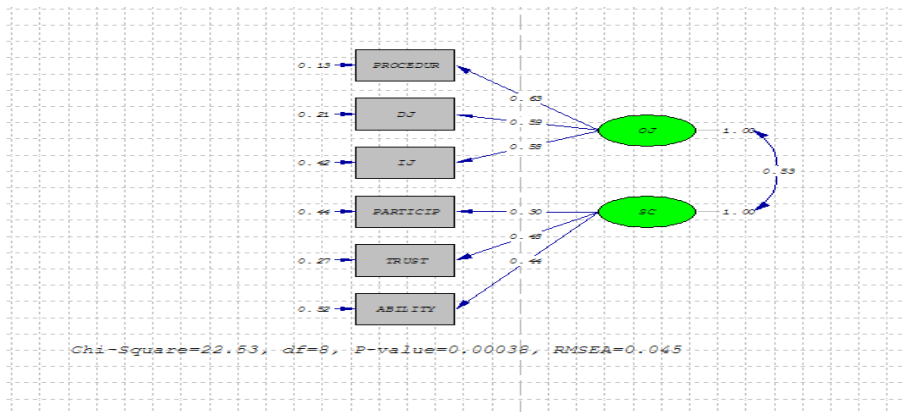 0.13 PROCEDUR
0.63
0.21 DJ 0.59 OJ 1.00
0.58
0.42 IJ
0.53
0.44 PARTICIP 0.30 SC 1.00
0.27 TRUST
0.44
0.52 ABILITY
Chi-Square=22.53, df=8, P-value=0.00038, RMSEA=0.045